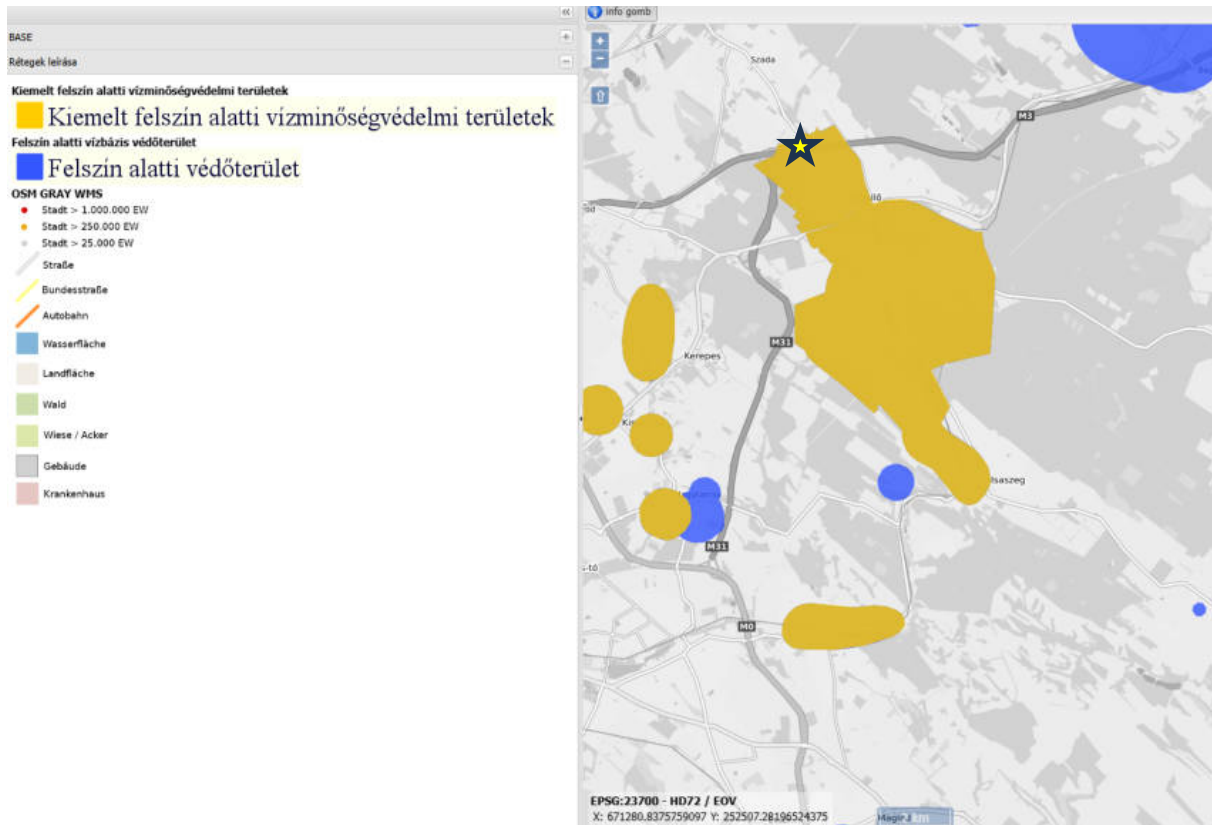 info gomb
BASE
Rétegek leírása
Kiemelt felszín alatti vízminőségvédelmi területek
Kiemelt felszín alatti vízminőségvédelmi területek
Felszín alatti vízbázis védőterület
Felszín alatti védőterület
OSM GRAY WMS
Stadt > 1.000.000 EW
Stadt > 250.000 EW
Stadt > 25.000 EW
Straße
Bundesstraße
Autobahn
Wasserfläche
Landfläche
Wald
Wiese / Acker
Gebäude
Krankenhaus
Szada
M3
M31
Kerepes
Isaszeg
M31
M0
EPSG:23700 - HD72 / EOV
X: 671280.8375759097 Y: 252507.28196524375